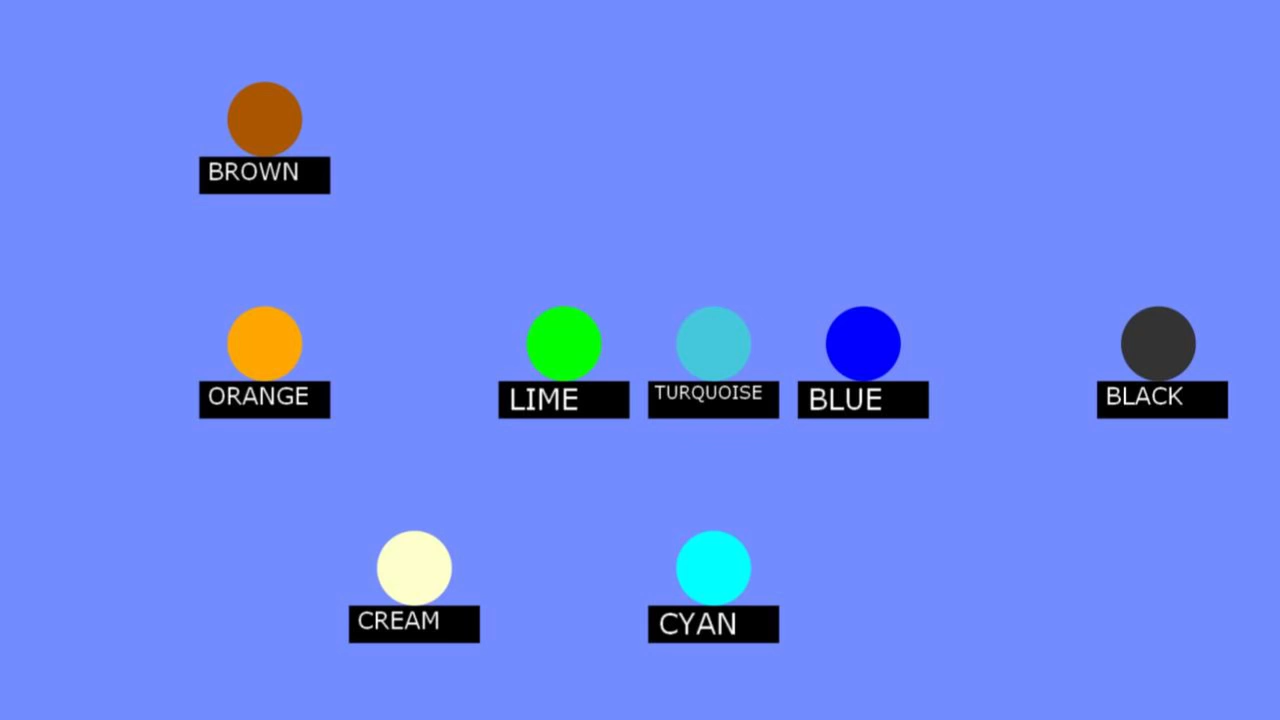 BROWN
ORANGE
LIME
TURQUOISE
BLUE
BLACK
CREAM
CYAN